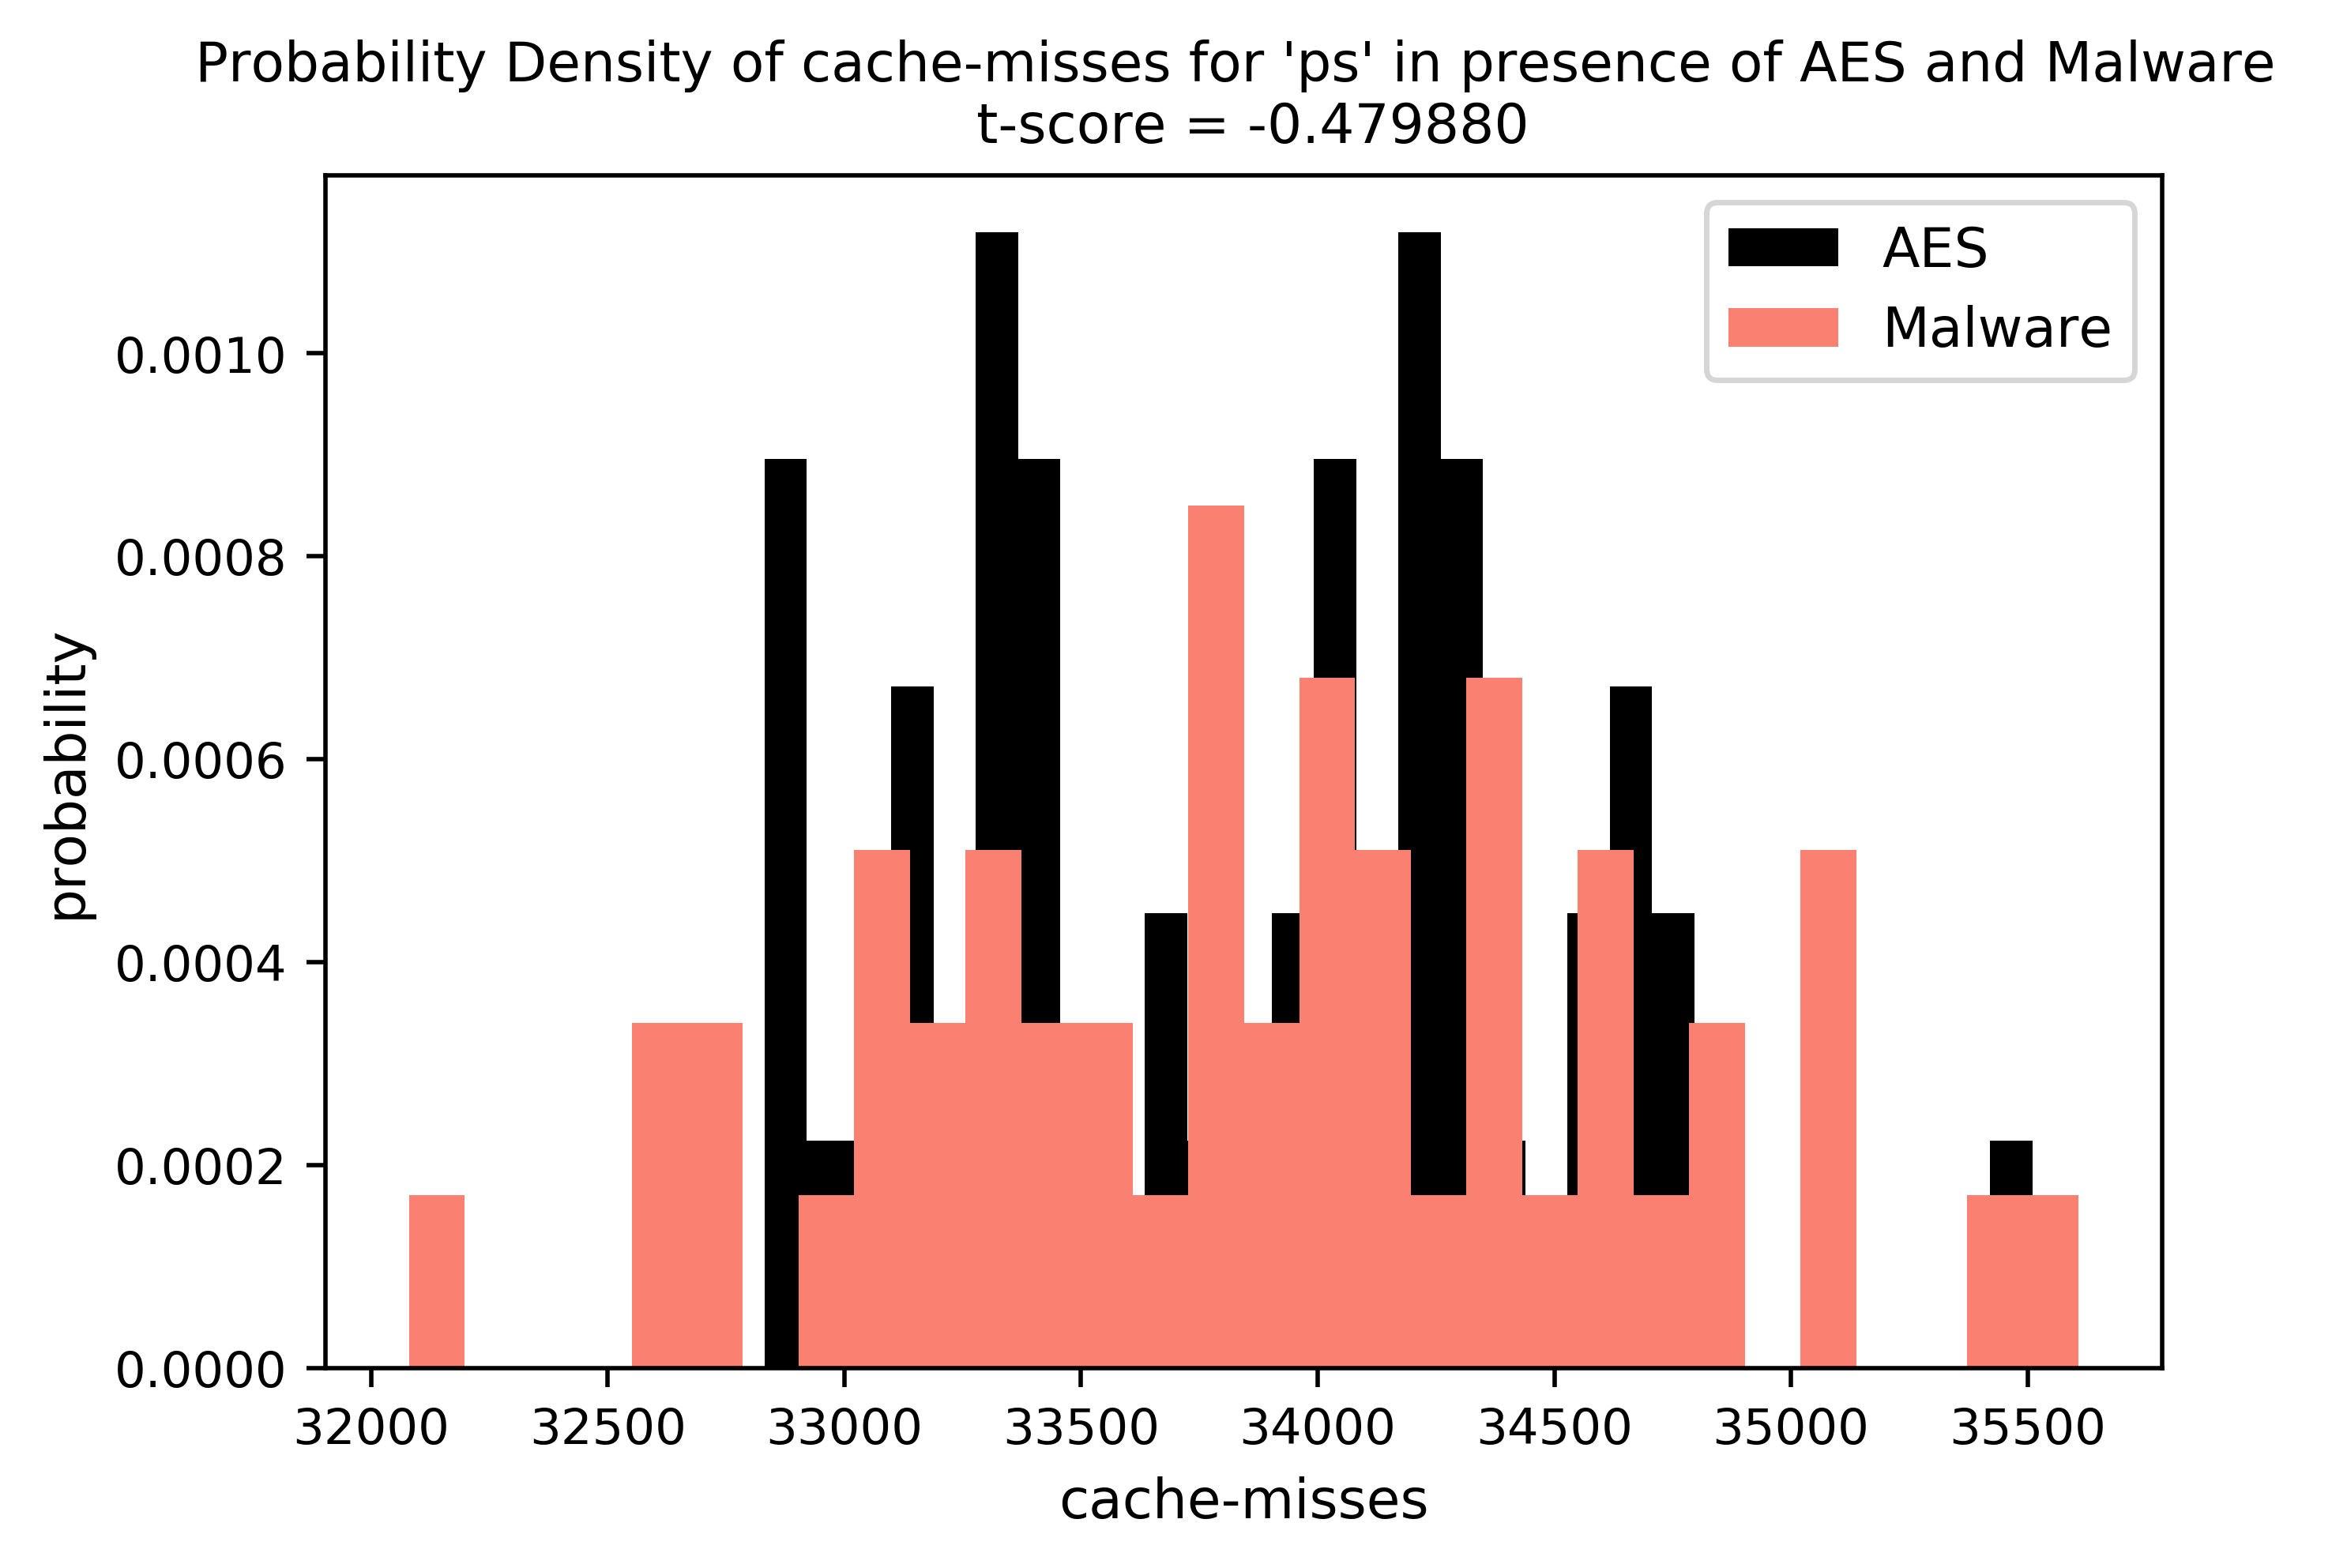 Probability Density of cache-misses for 'ps' in presence of AES and Malware
t-score = -0.479880
AES
Malware
0.0010
0.0008
0.0006
0.0004
0.0002
0.0000
probability
32000 32500 33000 33500 34000 34500 35000 35500
cache-misses